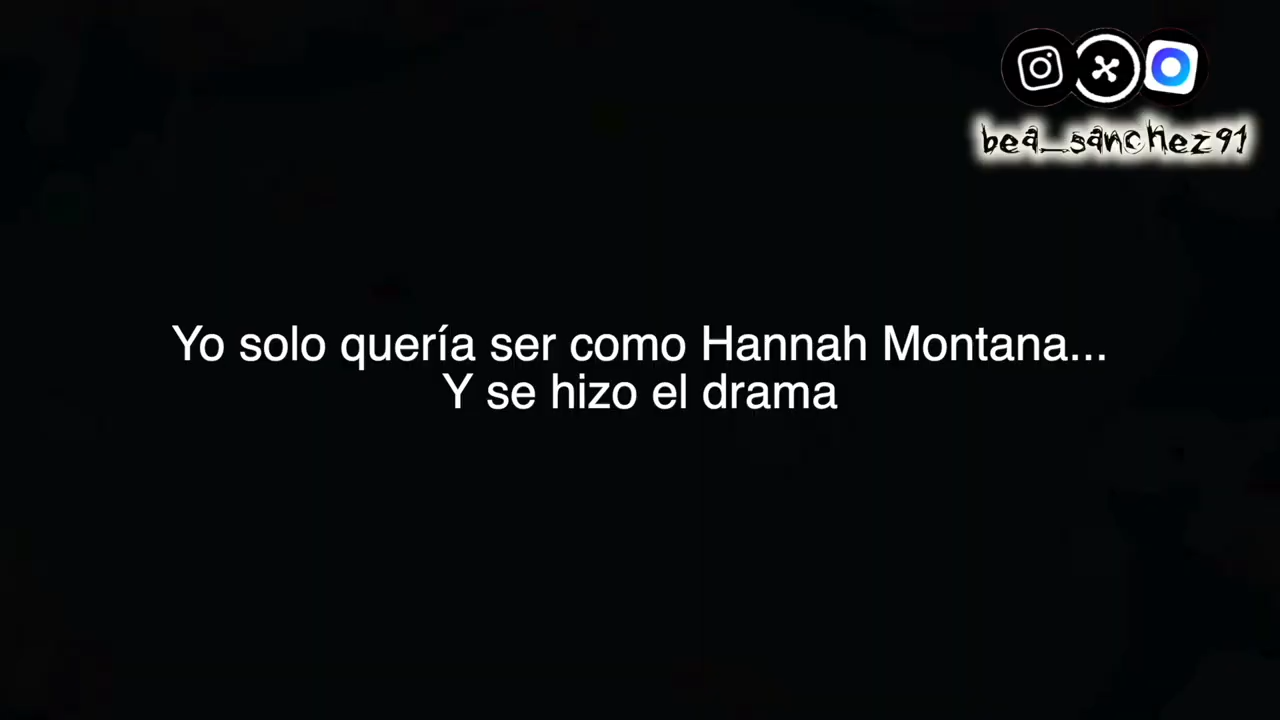 bea_sanchez91
Yo solo quería ser como Hannah Montana...
Y se hizo el drama